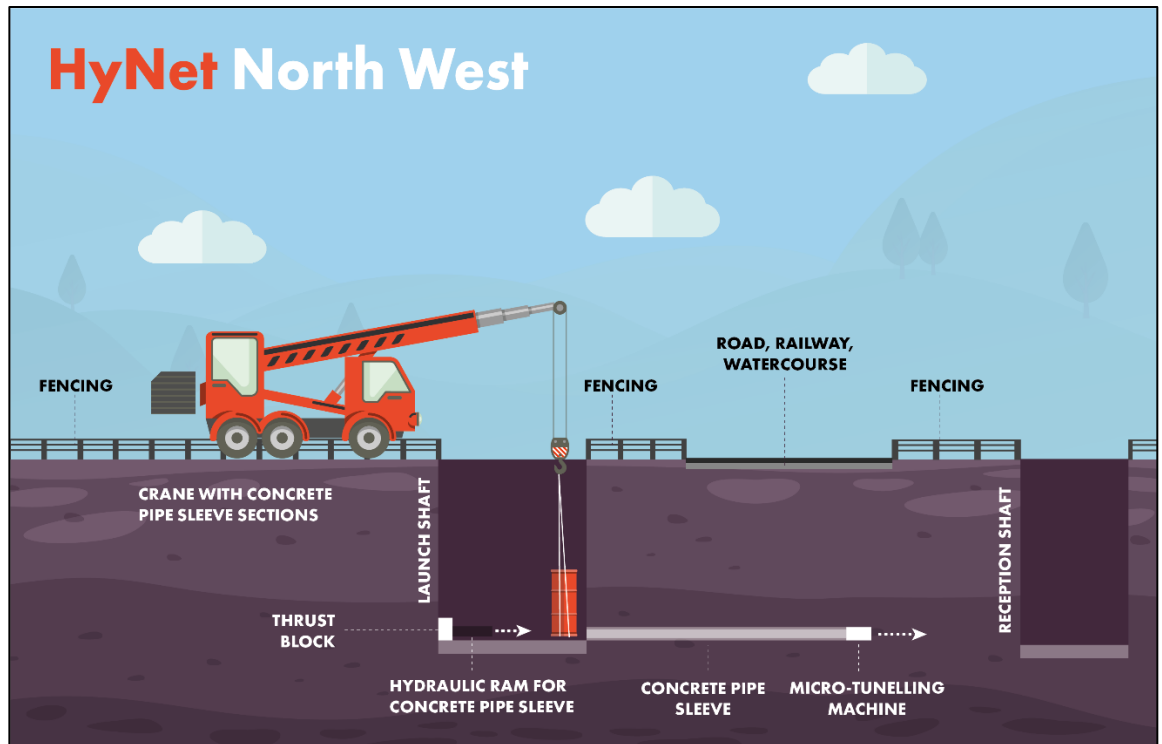 HyNet North West
ROAD, RAILWAY,
WATERCOURSE
FENCING
FENCING
FENCING
CRANE WITH CONCRETE
PIPE SLEEVE SECTIONS
LAUNCH SHAFT
RECEPTION SHAFT
THRUST
BLOCK
HYDRAULIC RAM FOR
CONCRETE PIPE SLEEVE
CONCRETE PIPE
SLEEVE
MICRO-TUNELLING
MACHINE